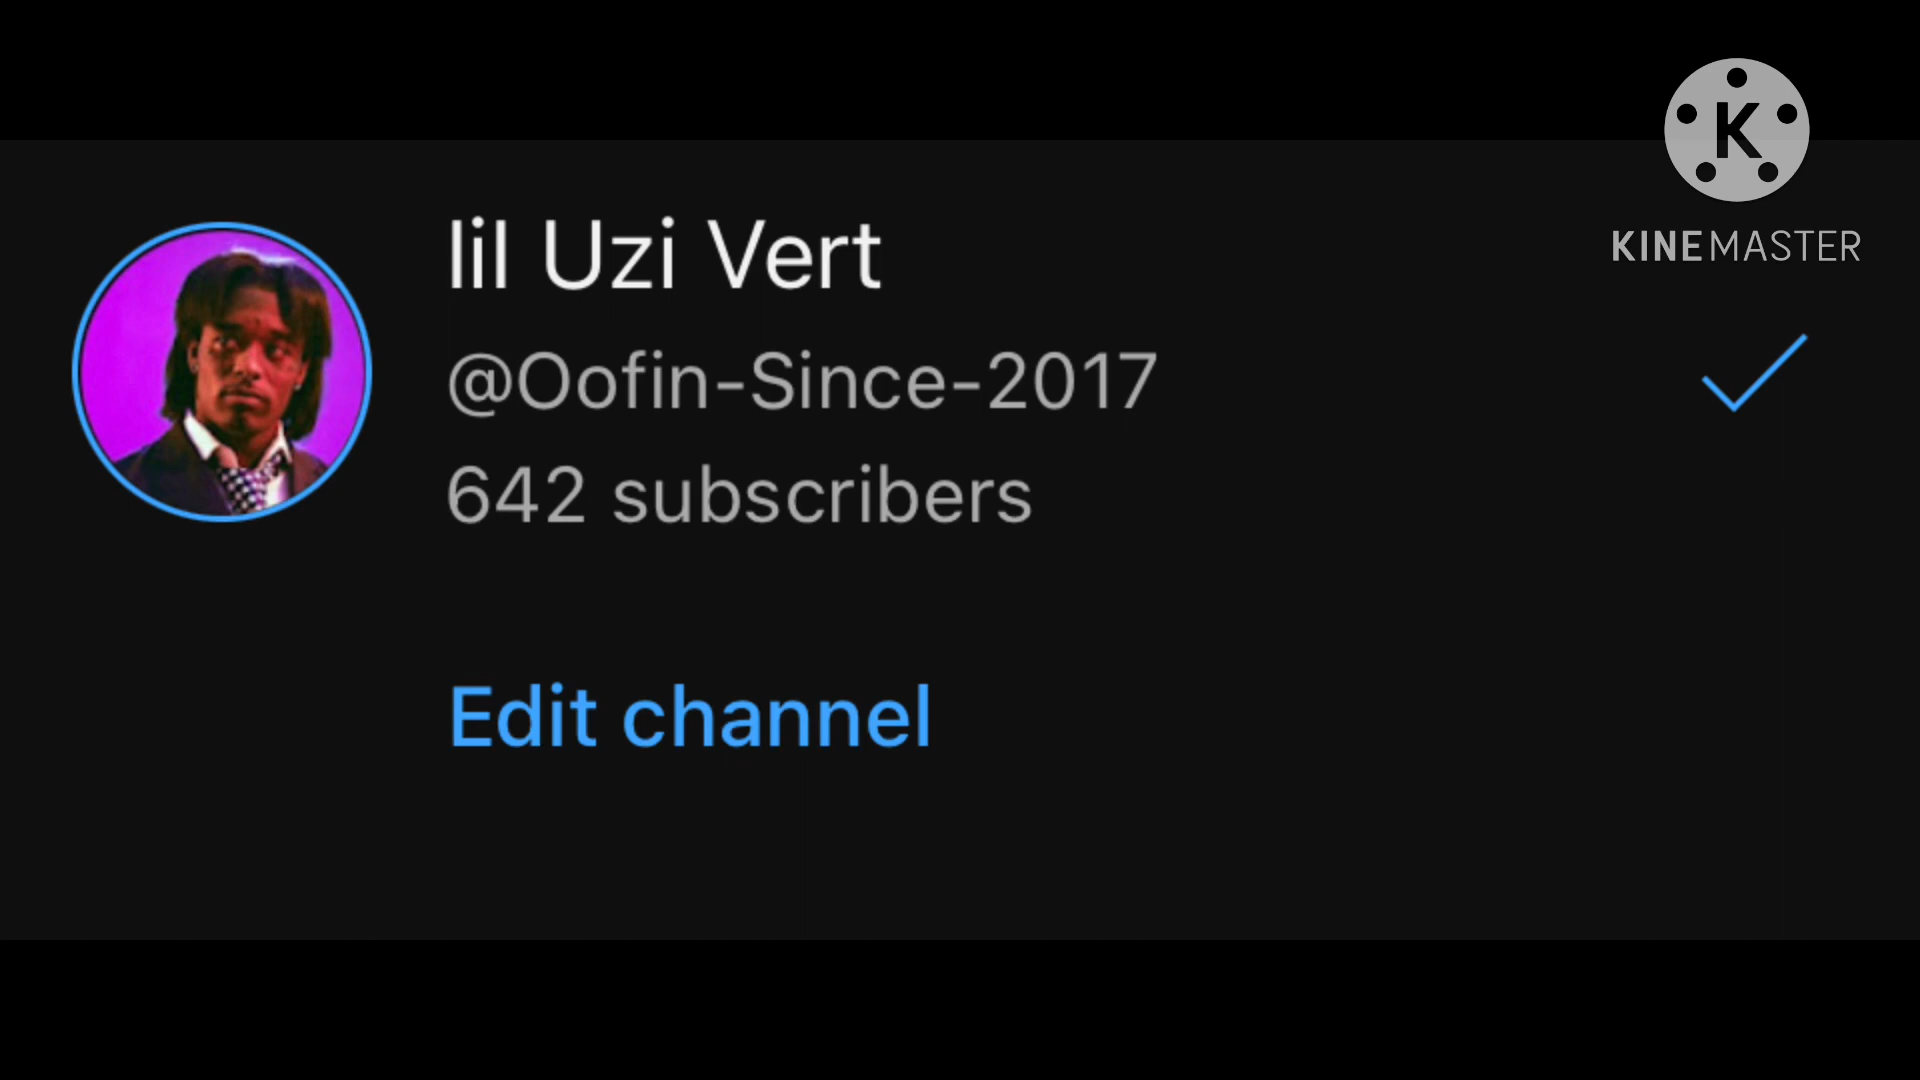 K
KINEMASTER
lil Uzi Vert
@Oofin-Since-2017
642 subscribers
Edit channel